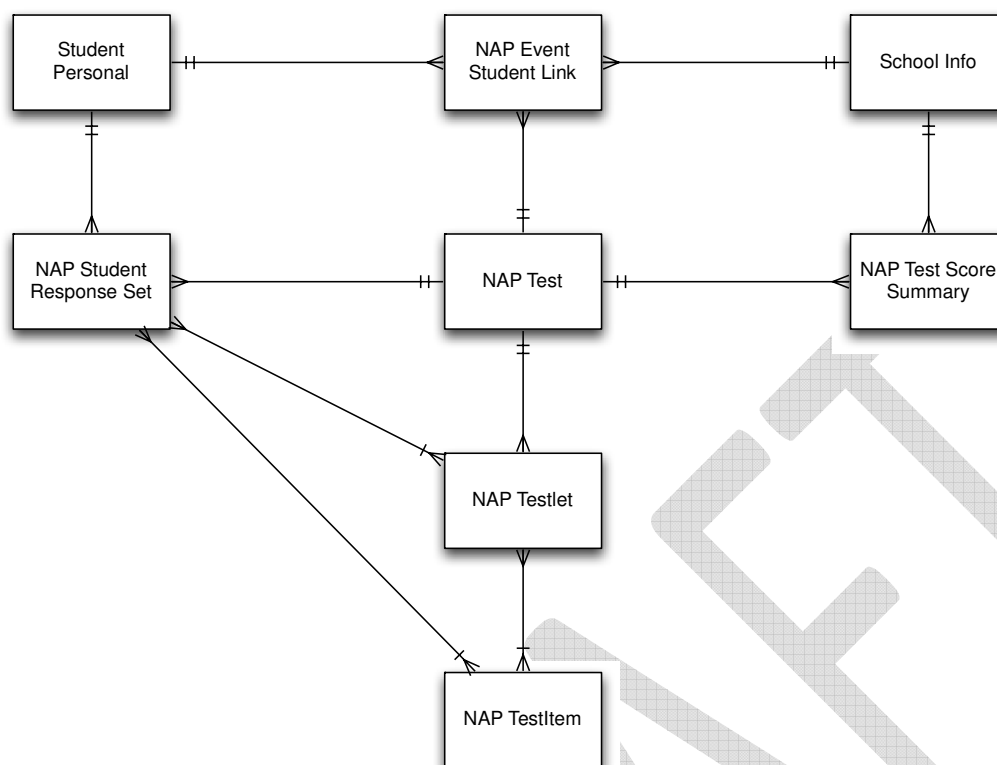 Student
Personal
NAP Event
Student Link
School Info
NAP Student
Response Set
NAP Test
NAP Test Score
Summary
NAP Testlet
NAP TestItem